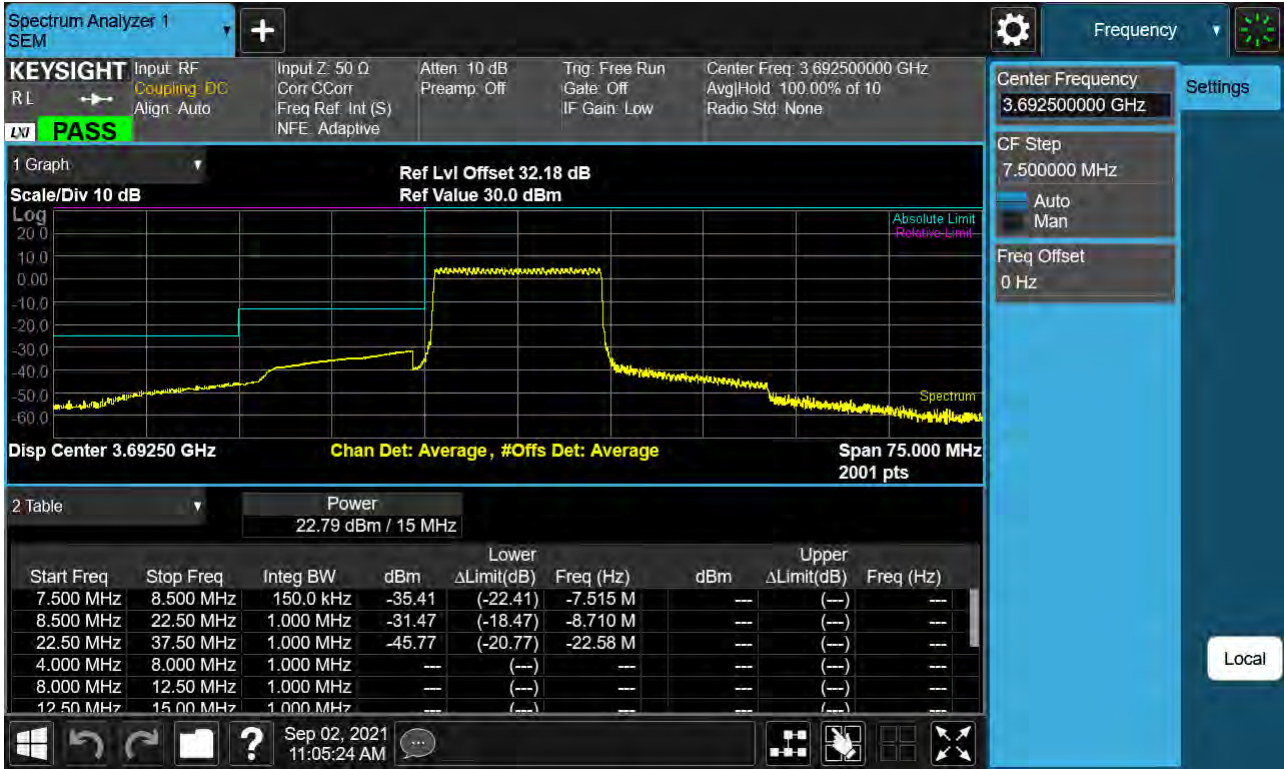 Spectrum Analyzer 1
SEM
+
Frequency
KEYSIGHT
RL
LXI
PASS
Input: RF
Coupling: DC
Align: Auto
Input Z: 50 Ω
Corr CCorr
Freq Ref: Int (S)
NFE: Adaptive
Atten: 10 dB
Preamp: Off
Trig: Free Run
Gate: Off
IF Gain: Low
Center Freq: 3.692500000 GHz
Avg|Hold: 100.00% of 10
Radio Std: None
Center Frequency
3.692500000 GHz
Settings
CF Step
7.500000 MHz
Auto
Man
Freq Offset
0 Hz
Local
1 Graph
Scale/Div 10 dB
Ref Lvl Offset 32.18 dB
Ref Value 30.0 dBm
Log
20.0
10.0
0.00
-10.0
-20.0
-30.0
-40.0
-50.0
-60.0
Absolute Limit
Relative Limit
Spectrum
Disp Center 3.69250 GHz Chan Det: Average, #Offs Det: Average Span 75.000 MHz
2001 pts
2 Table
Power
22.79 dBm / 15 MHz
Lower Upper
Start Freq Stop Freq Integ BW dBm ΔLimit(dB) Freq (Hz) dBm ΔLimit(dB) Freq (Hz)
7.500 MHz 8.500 MHz 150.0 kHz -35.41 (-22.41) -7.515 M --- (---) ---
8.500 MHz 22.50 MHz 1.000 MHz -31.47 (-18.47) -8.710 M --- (---) ---
22.50 MHz 37.50 MHz 1.000 MHz -45.77 (-20.77) -22.58 M --- (---) ---
4.000 MHz 8.000 MHz 1.000 MHz --- (---) --- --- (---) ---
8.000 MHz 12.50 MHz 1.000 MHz --- (---) --- --- (---) ---
12.50 MHz 15.00 MHz 1.000 MHz --- (---) --- --- (---) ---
?
Sep 02, 2021
11:05:24 AM